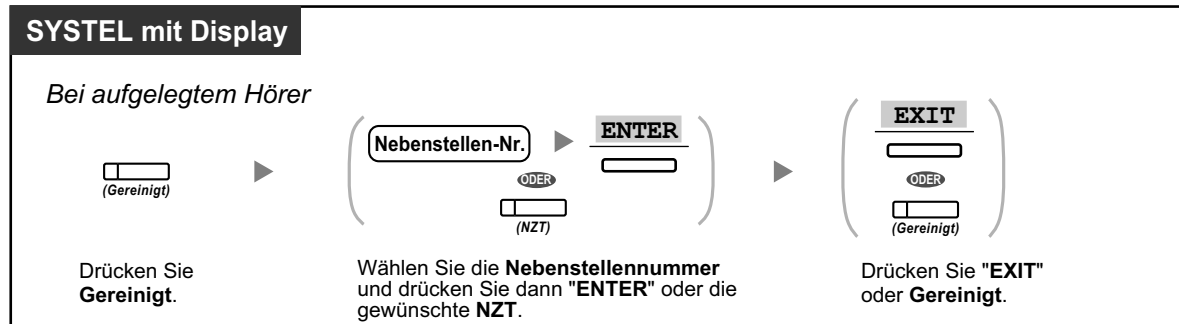 SYSTEL mit Display
Bei aufgelegtem Hörer
(Gereinigt)
Nebenstellen-Nr.
ENTER
ODER
(NZT)
EXIT
ODER
(Gereinigt)
Drücken Sie
Gereinigt.
Wählen Sie die Nebenstellennummer
und drücken Sie dann "ENTER" oder die
gewünschte NZT.
Drücken Sie "EXIT"
oder Gereinigt.